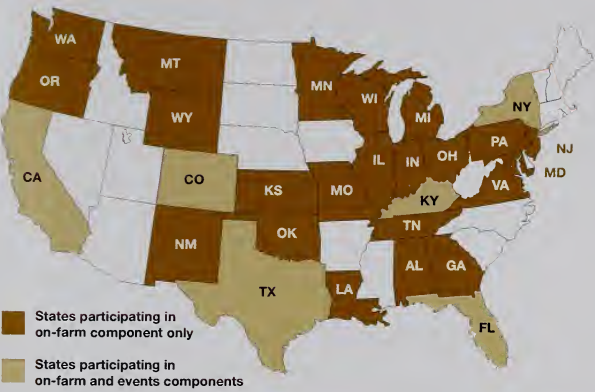 WA
MT
OR
MN
WI
MI
NY
WY
PA
NJ
IL
IN
OH
MD
CA
CO
KS
MO
KY
VA
TN
NM
OK
AL
GA
TX
LA
FL
States participating in
on-farm component only
States participating in
on-farm and events components